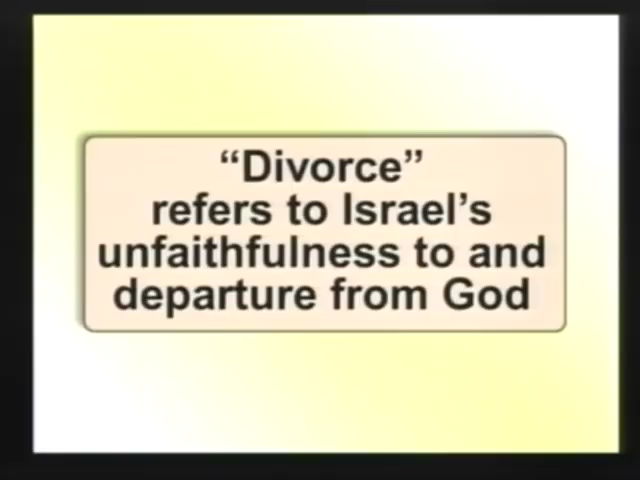 “Divorce”
refers to Israel’s
unfaithfulness to and
departure from God